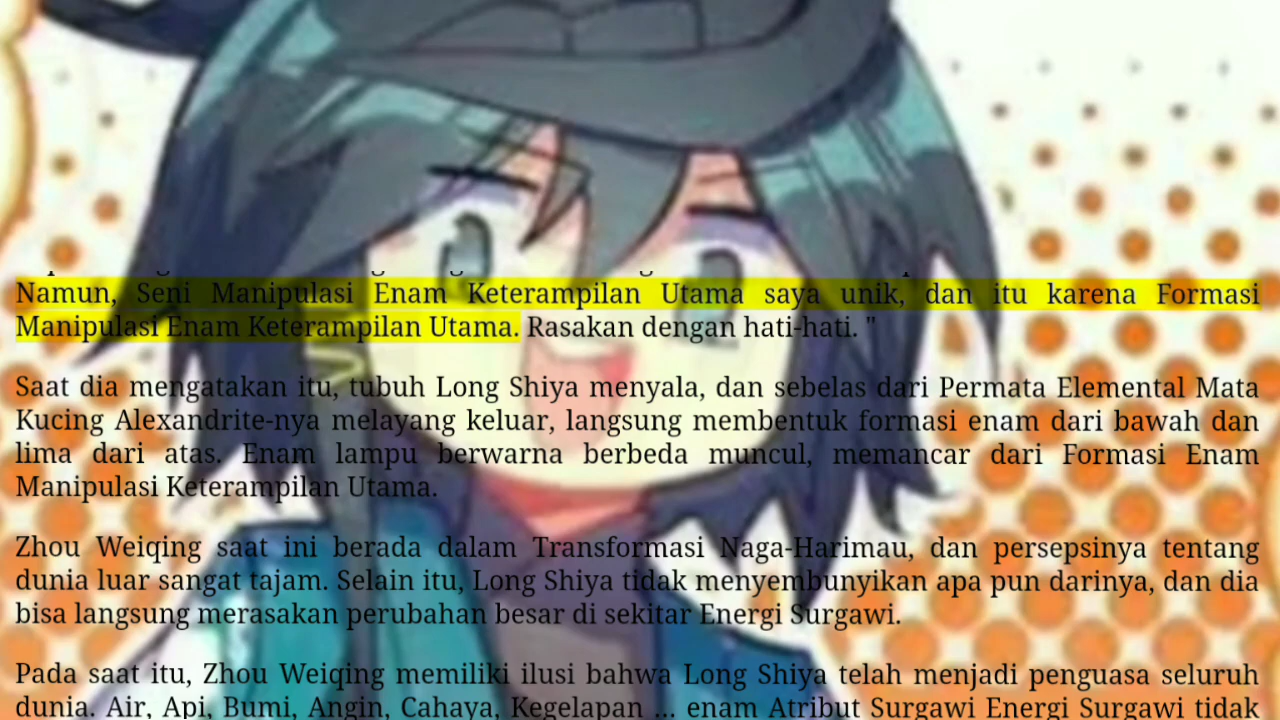 Namun, Seni Manipulasi Enam Keterampilan Utama saya unik, dan itu karena Formasi
Manipulasi Enam Keterampilan Utama. Rasakan dengan hati-hati. "
Saat dia mengatakan itu, tubuh Long Shiya menyala, dan sebelas dari Permata Elemental Mata
Kucing Alexandrite-nya melayang keluar, langsung membentuk formasi enam dari bawah dan
lima dari atas. Enam lampu berwarna berbeda muncul, memancar dari Formasi Enam
Manipulasi Keterampilan Utama.
Zhou Weiqing saat ini berada dalam Transformasi Naga-Harimau, dan persepsinya tentang
dunia luar sangat tajam. Selain itu, Long Shiya tidak menyembunyikan apa pun darinya, dan dia
bisa langsung merasakan perubahan besar di sekitar Energi Surgawi.
Pada saat itu, Zhou Weiqing memiliki ilusi bahwa Long Shiya telah menjadi penguasa seluruh
dunia. Air, Api, Bumi, Angin, Cahaya, Kegelapan ... enam Atribut Surgawi Energi Surgawi tidak